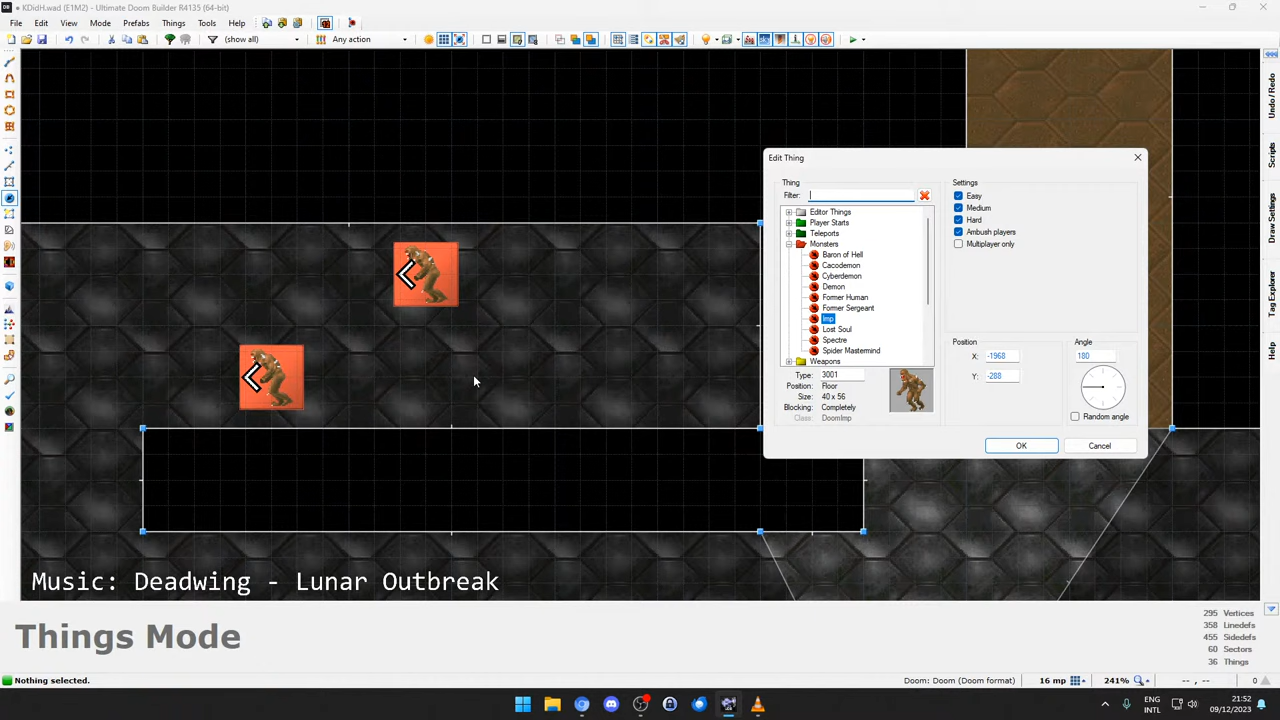 DB KDidH.wad (E1M2) - Ultimate Doom Builder R4135 (64-bit)
File Edit View Mode Prefabs Things Tools Help
(show all) Any action
Edit Thing
Thing
Filter:
Editor Things
Player Starts
Teleports
Monsters
Baron of Hell
Cacodemon
Cyberdemon
Demon
Former Human
Former Sergeant
Imp
Lost Soul
Spectre
Spider Mastermind
Weapons
Type: 3001
Position: Floor
Size: 40 x 56
Blocking: Completely
Class: DoomImp
Settings
Easy
Medium
Hard
Ambush players
Multiplayer only
Position
X: -1968
Y: -288
Angle
180
Random angle
OK Cancel
Undo / Redo
Scripts
Draw Settings
Tag Explorer
Help
Music: Deadwing - Lunar Outbreak
Things Mode
295 Vertices
358 Linedefs
455 Sidedefs
60 Sectors
36 Things
Nothing selected.
Doom: Doom (Doom format) 16 mp 241% -- , -- 0
ENG
INTL
21:52
09/12/2023